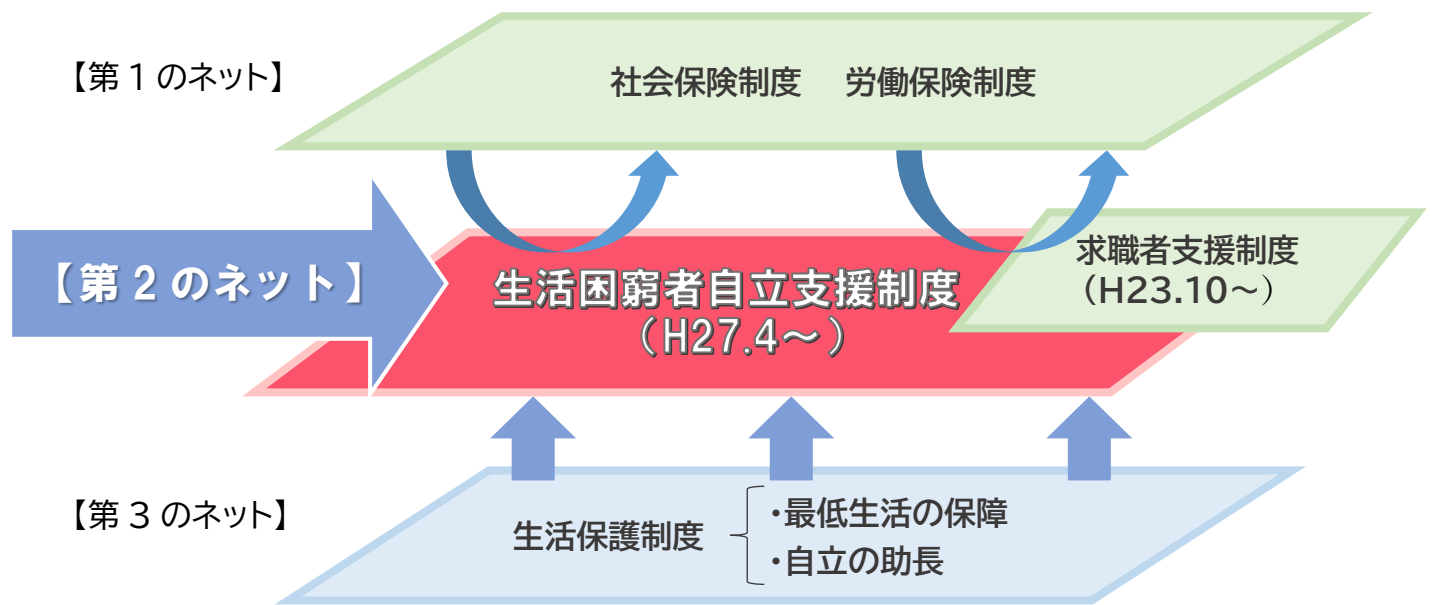 【第1のネット】
社会保険制度 労働保険制度
【第2のネット】
生活困窮者自立支援制度
（H27.4～）
求職者支援制度
（H23.10～）
【第3のネット】
生活保護制度
・最低生活の保障
・自立の助長